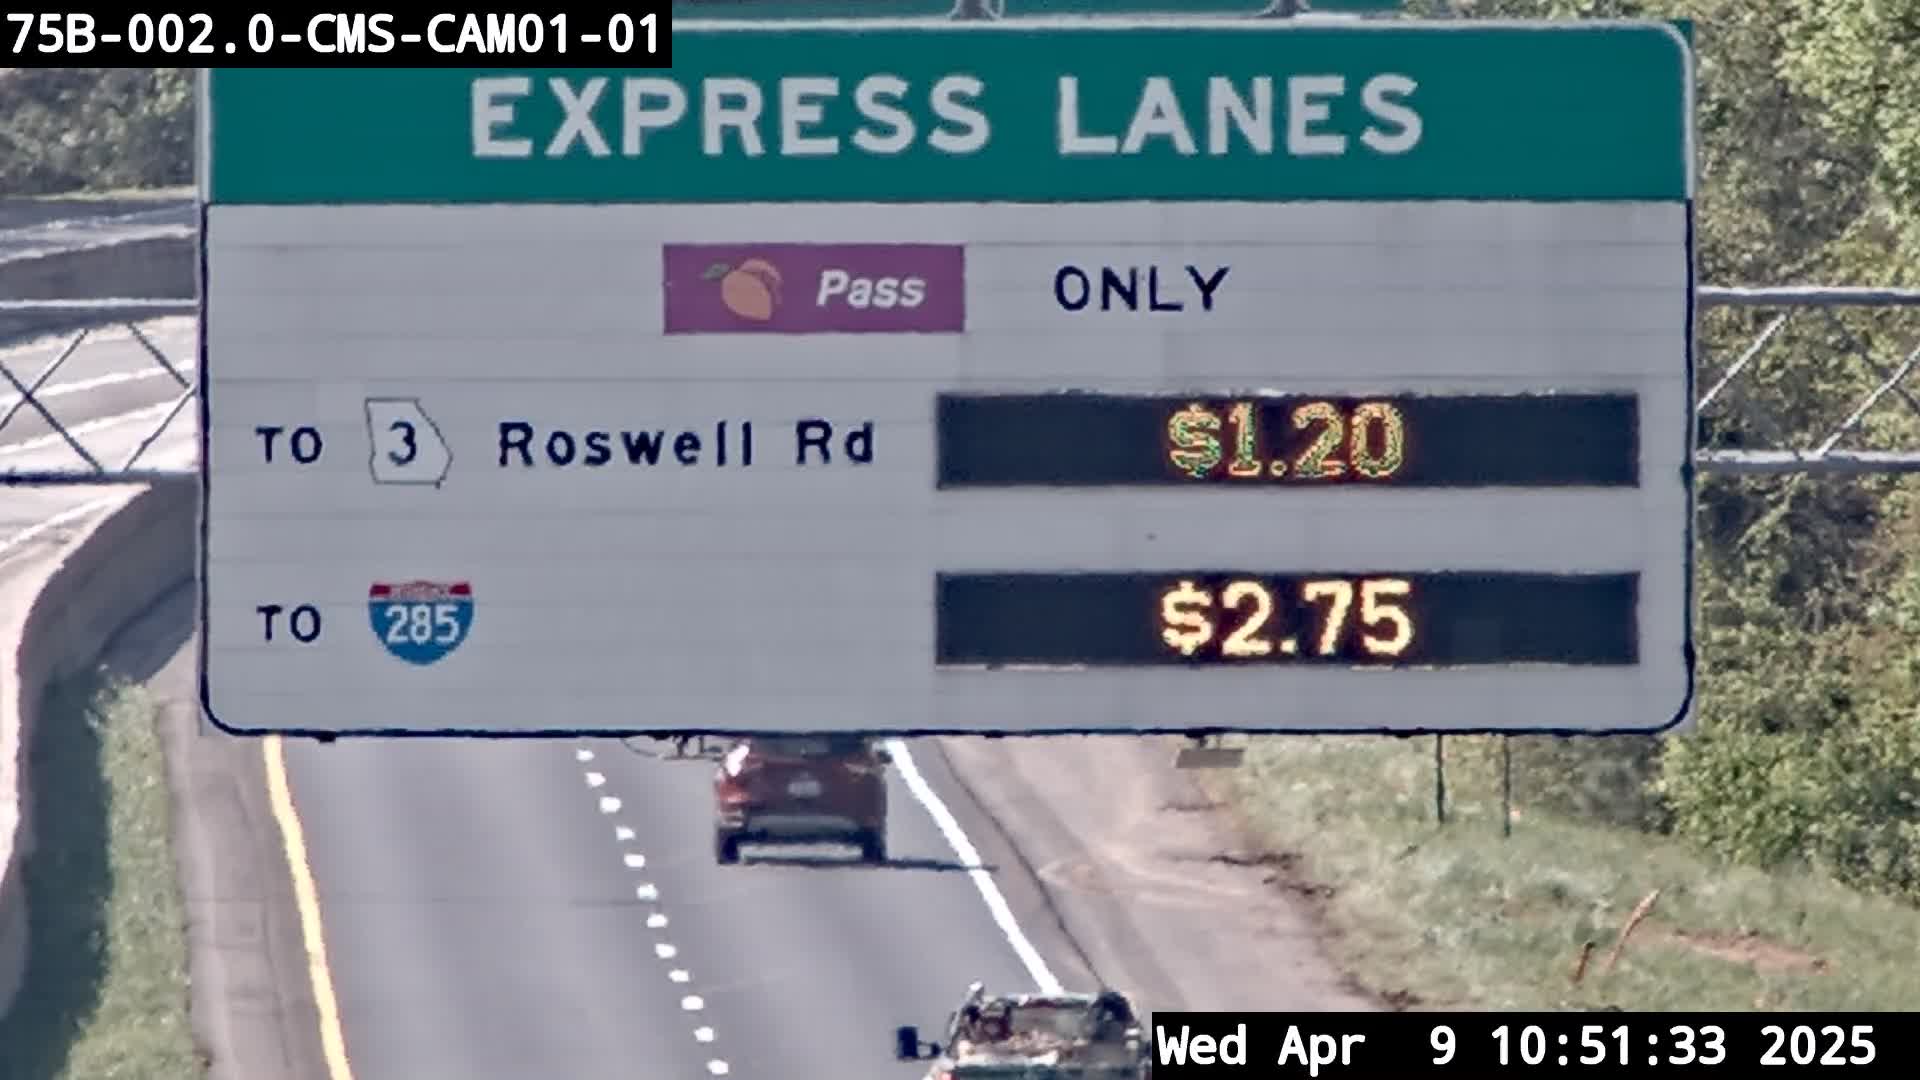 75B-002.0-CMS-CAM01-01
EXPRESS LANES
Pass ONLY
TO 3 Roswell Rd $1.20
TO 285 $2.75
Wed Apr 9 10:51:33 2025